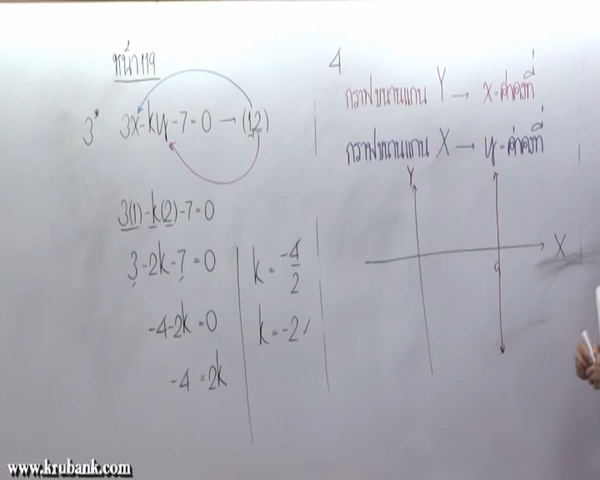 หน้า 119
3* 3x-ky-7=0 → (1,2)
3(1)-k(2)-7=0
3-2k-7=0
-4-2k=0
-4=2k
k=-4/2
k=-2
4
กราฟขนานแกน Y → x-ค่าคงที่
กราฟขนานแกน X → y-ค่าคงที่
Y
X
a
www.krubank.com